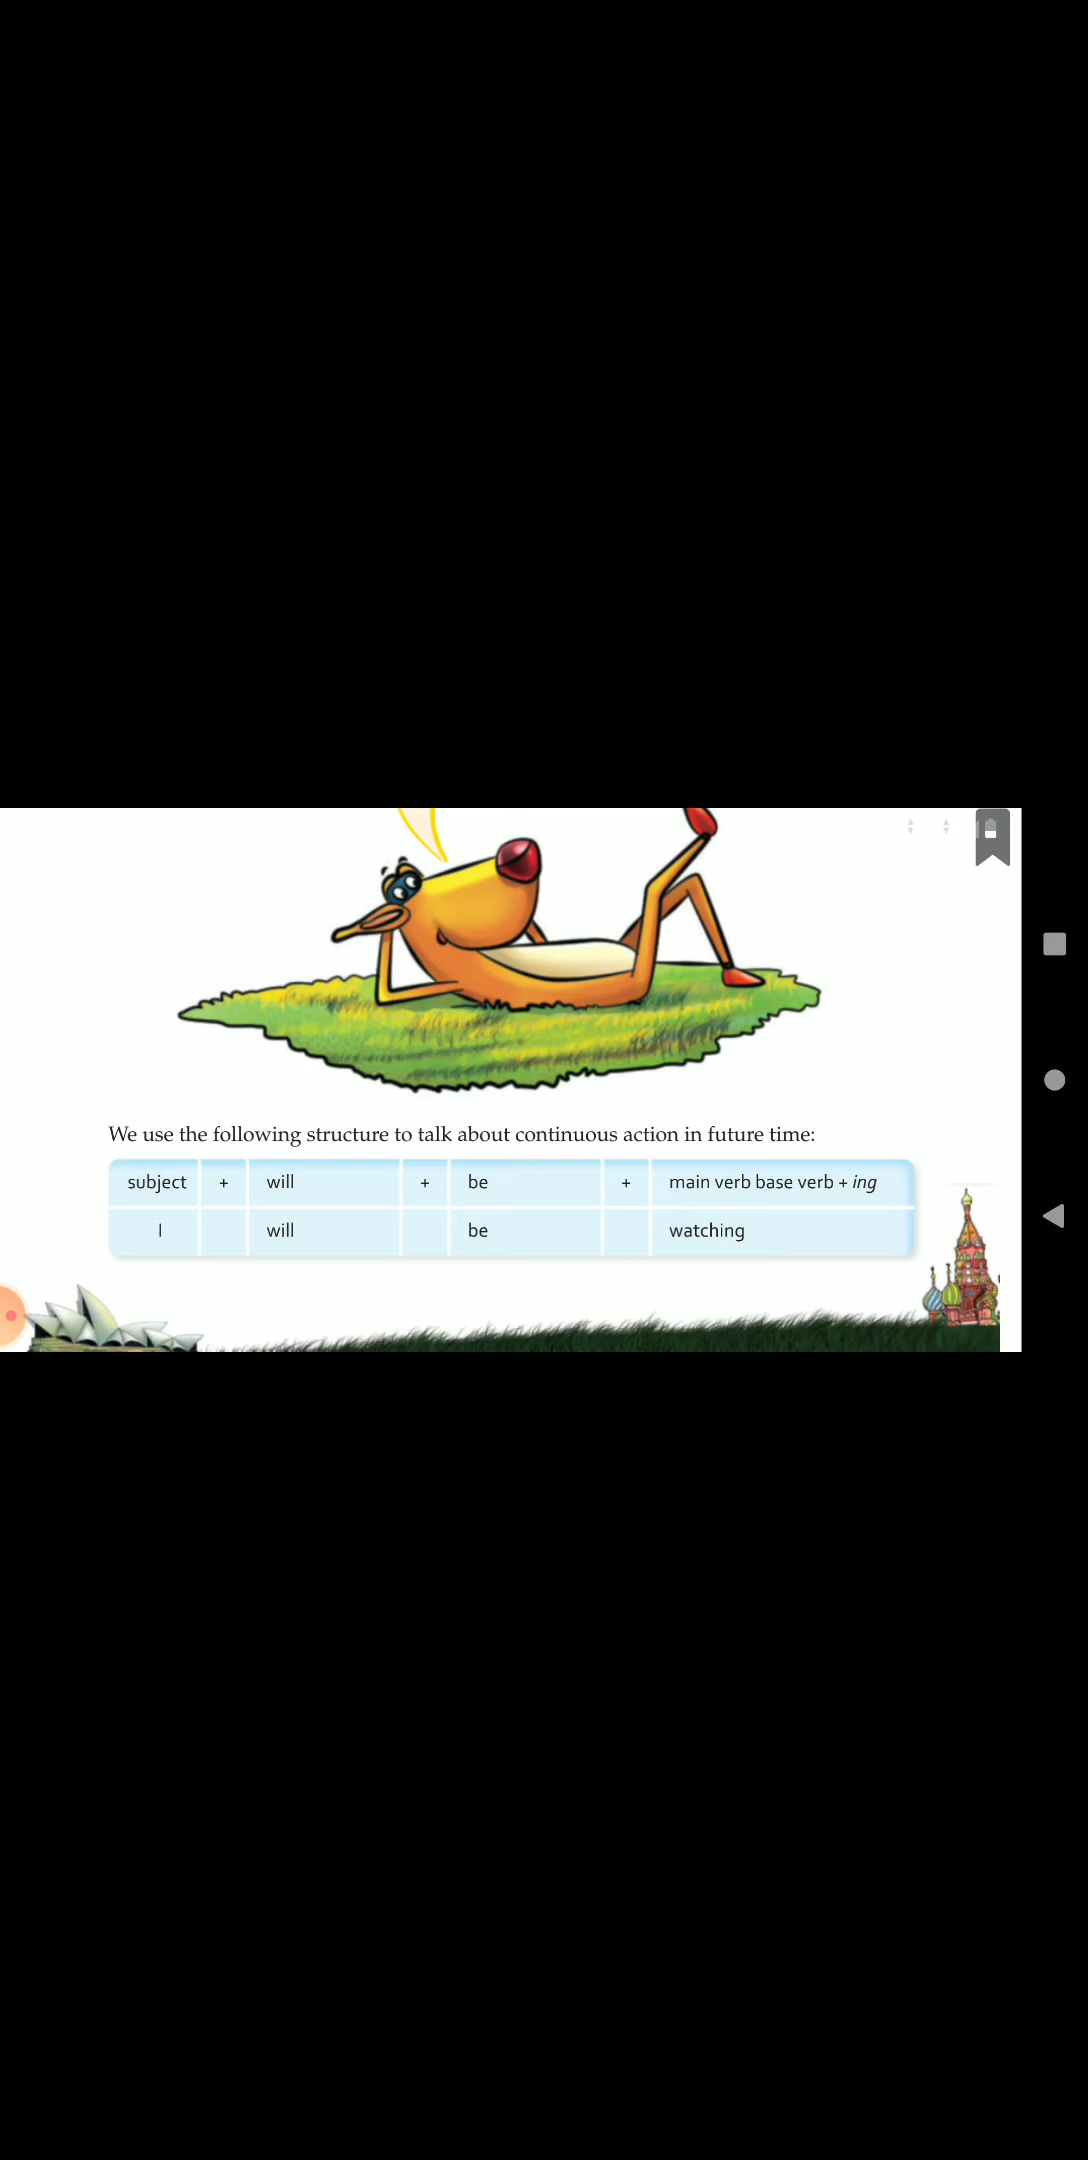 We use the following structure to talk about continuous action in future time:
subject + will + be + main verb base verb + ing
I will be watching